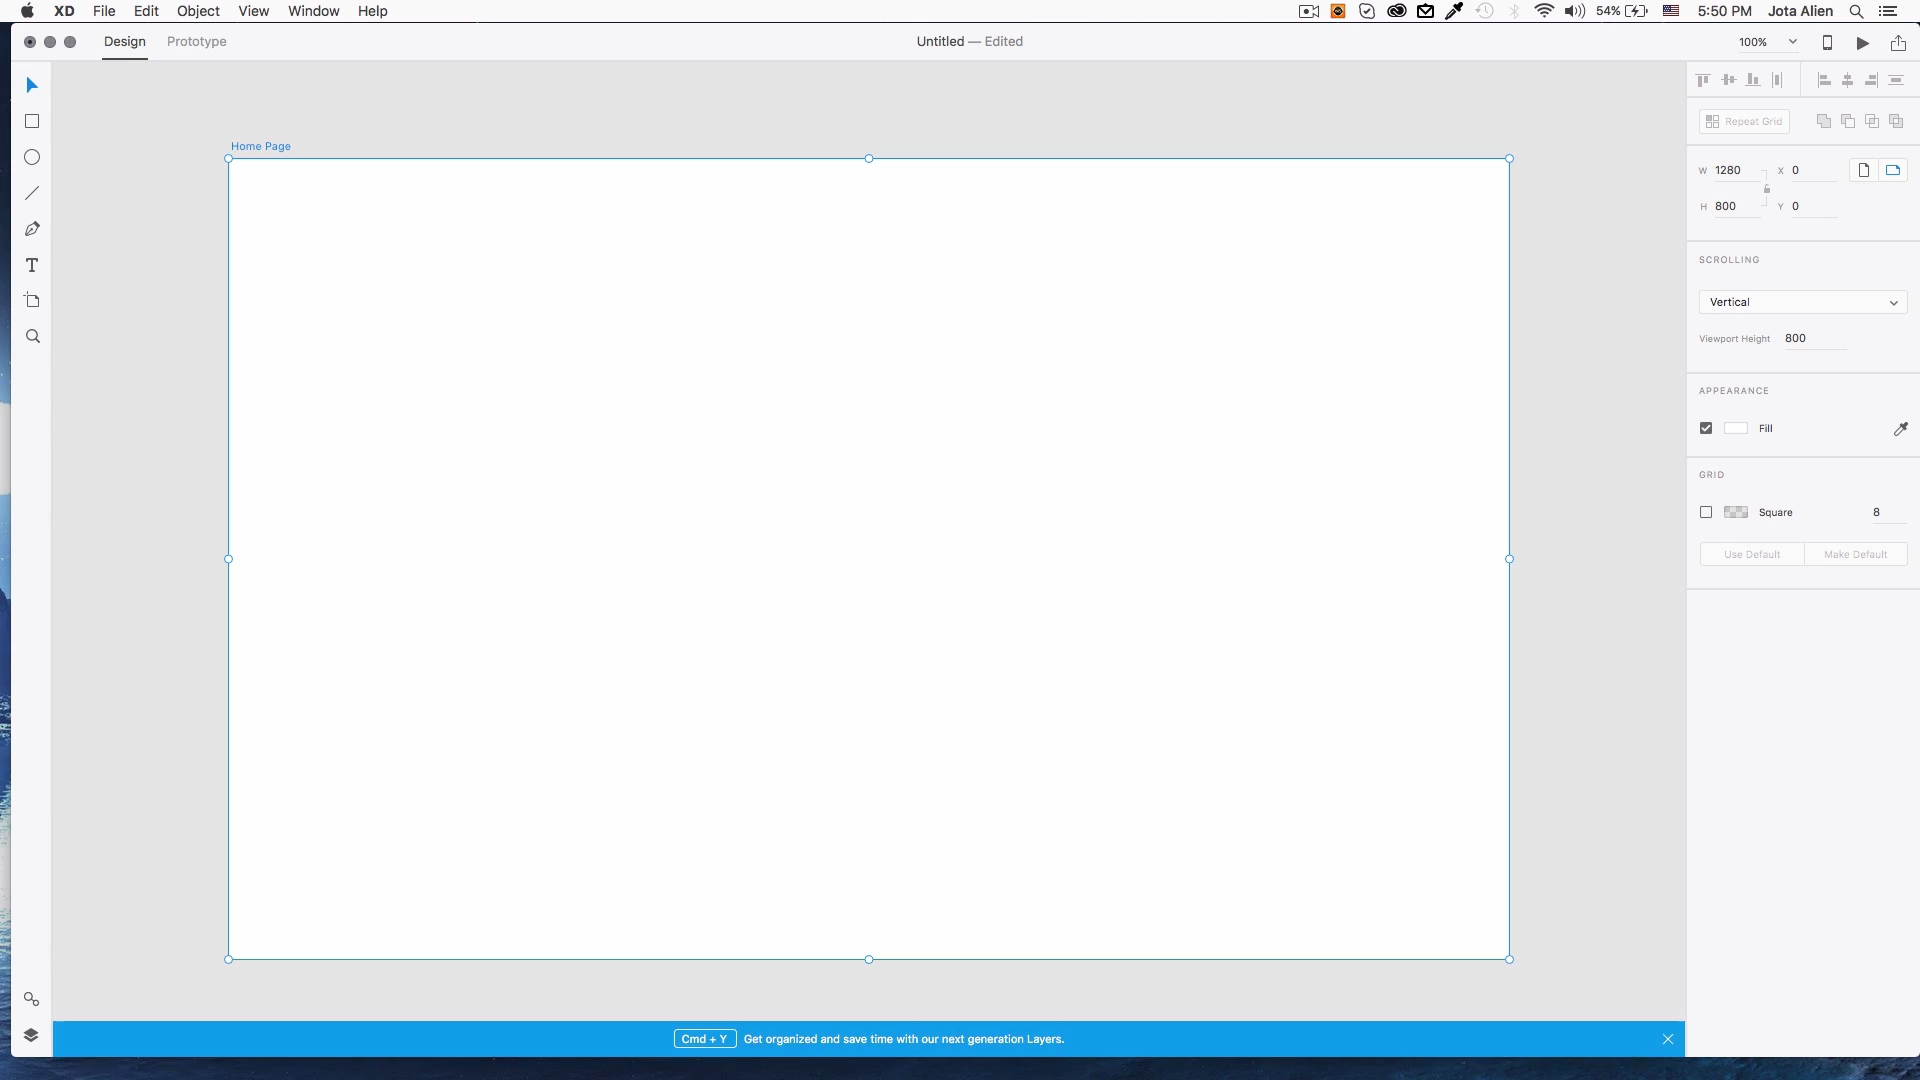 XD File Edit Object View Window Help 54% 5:50 PM Jota Alien
Design Prototype Untitled — Edited 100%
Repeat Grid
Home Page
W 1280 X 0
H 800 Y 0
SCROLLING
Vertical
Viewport Height 800
APPEARANCE
Fill
GRID
Square 8
Use Default Make Default
T
Cmd + Y Get organized and save time with our next generation Layers.